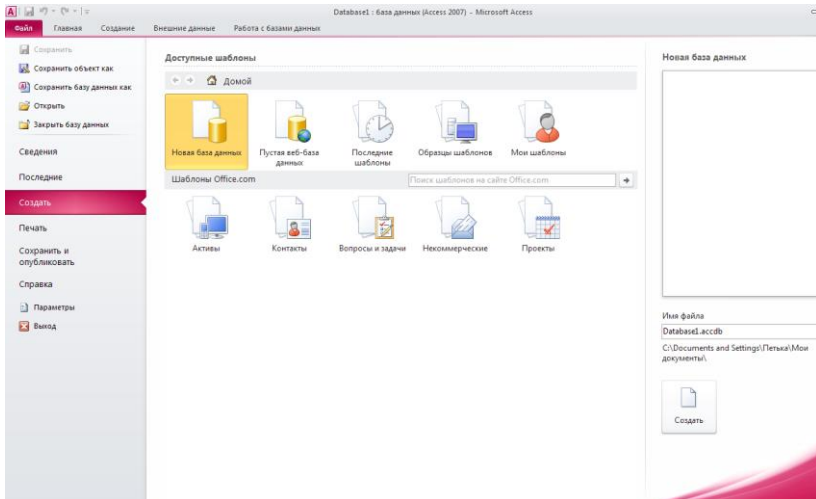 Database1 : база данных (Access 2007) - Microsoft Access
Файл Главная Создание Внешние данные Работа с базами данных
Сохранить
Сохранить объект как
Сохранить базу данных как
Открыть
Закрыть базу данных
Сведения
Последние
Создать
Печать
Сохранить и
опубликовать
Справка
Параметры
Выход
Доступные шаблоны
Домой
Новая база данных
Пустая веб-база
данных
Последние
шаблоны
Образцы шаблонов
Мои шаблоны
Шаблоны Office.com
Поиск шаблонов на сайте Office.com
Активы
Контакты
Вопросы и задачи
Некоммерческие
Проекты
Новая база данных
Имя файла
Database1.accdb
C:\Documents and Settings\Петька\Мои
документы\
Создать